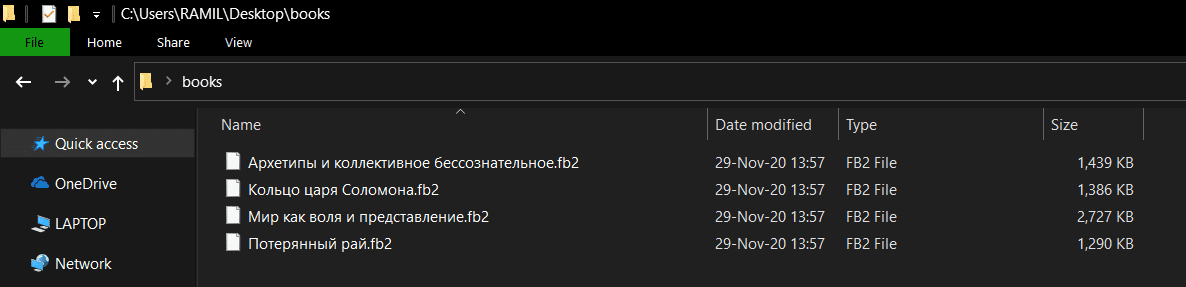 C:\Users\RAMIL\Desktop\books
File Home Share View
books
Name Date modified Type Size
Quick access
OneDrive
LAPTOP
Network
Архетипы и коллективное бессознательное.fb2 29-Nov-20 13:57 FB2 File 1,439 KB
Кольцо царя Соломона.fb2 29-Nov-20 13:57 FB2 File 1,386 KB
Мир как воля и представление.fb2 29-Nov-20 13:57 FB2 File 2,727 KB
Потерянный рай.fb2 29-Nov-20 13:57 FB2 File 1,290 KB